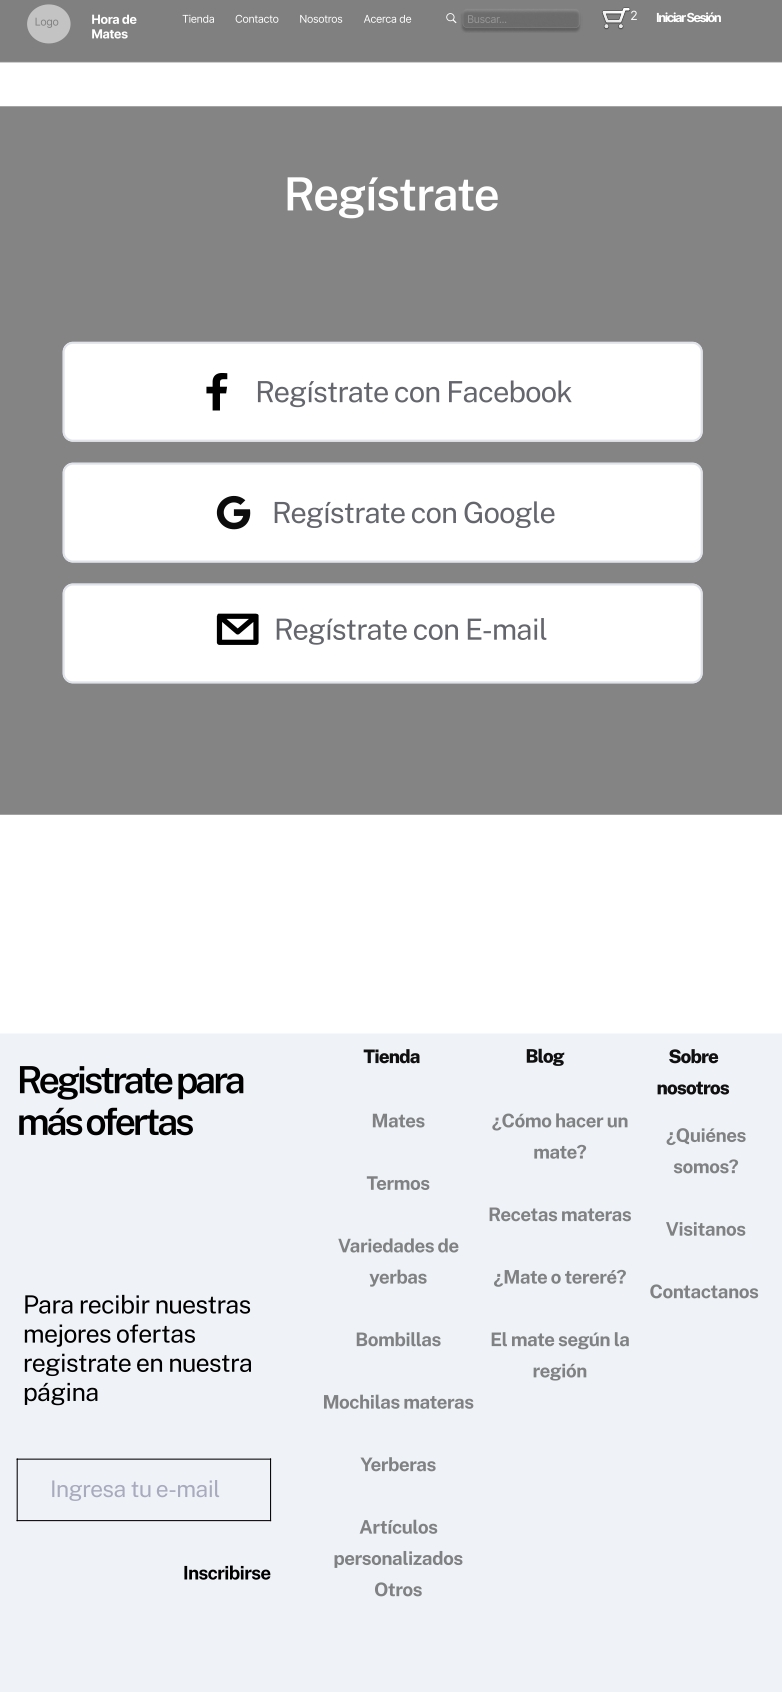 Logo
Hora de
Mates
Tienda
Contacto
Nosotros
Acerca de
Buscar...
2
Iniciar Sesión
Regístrate
Regístrate con Facebook
Regístrate con Google
Regístrate con E-mail
Registrate para
más ofertas
Para recibir nuestras
mejores ofertas
registrate en nuestra
página
Ingresa tu e-mail
Inscribirse
Tienda
Mates
Termos
Variedades de
yerbas
Bombillas
Mochilas materas
Yerberas
Artículos
personalizados
Otros
Blog
¿Cómo hacer un
mate?
Recetas materas
¿Mate o tereré?
El mate según la
región
Sobre
nosotros
¿Quiénes
somos?
Visitanos
Contactanos